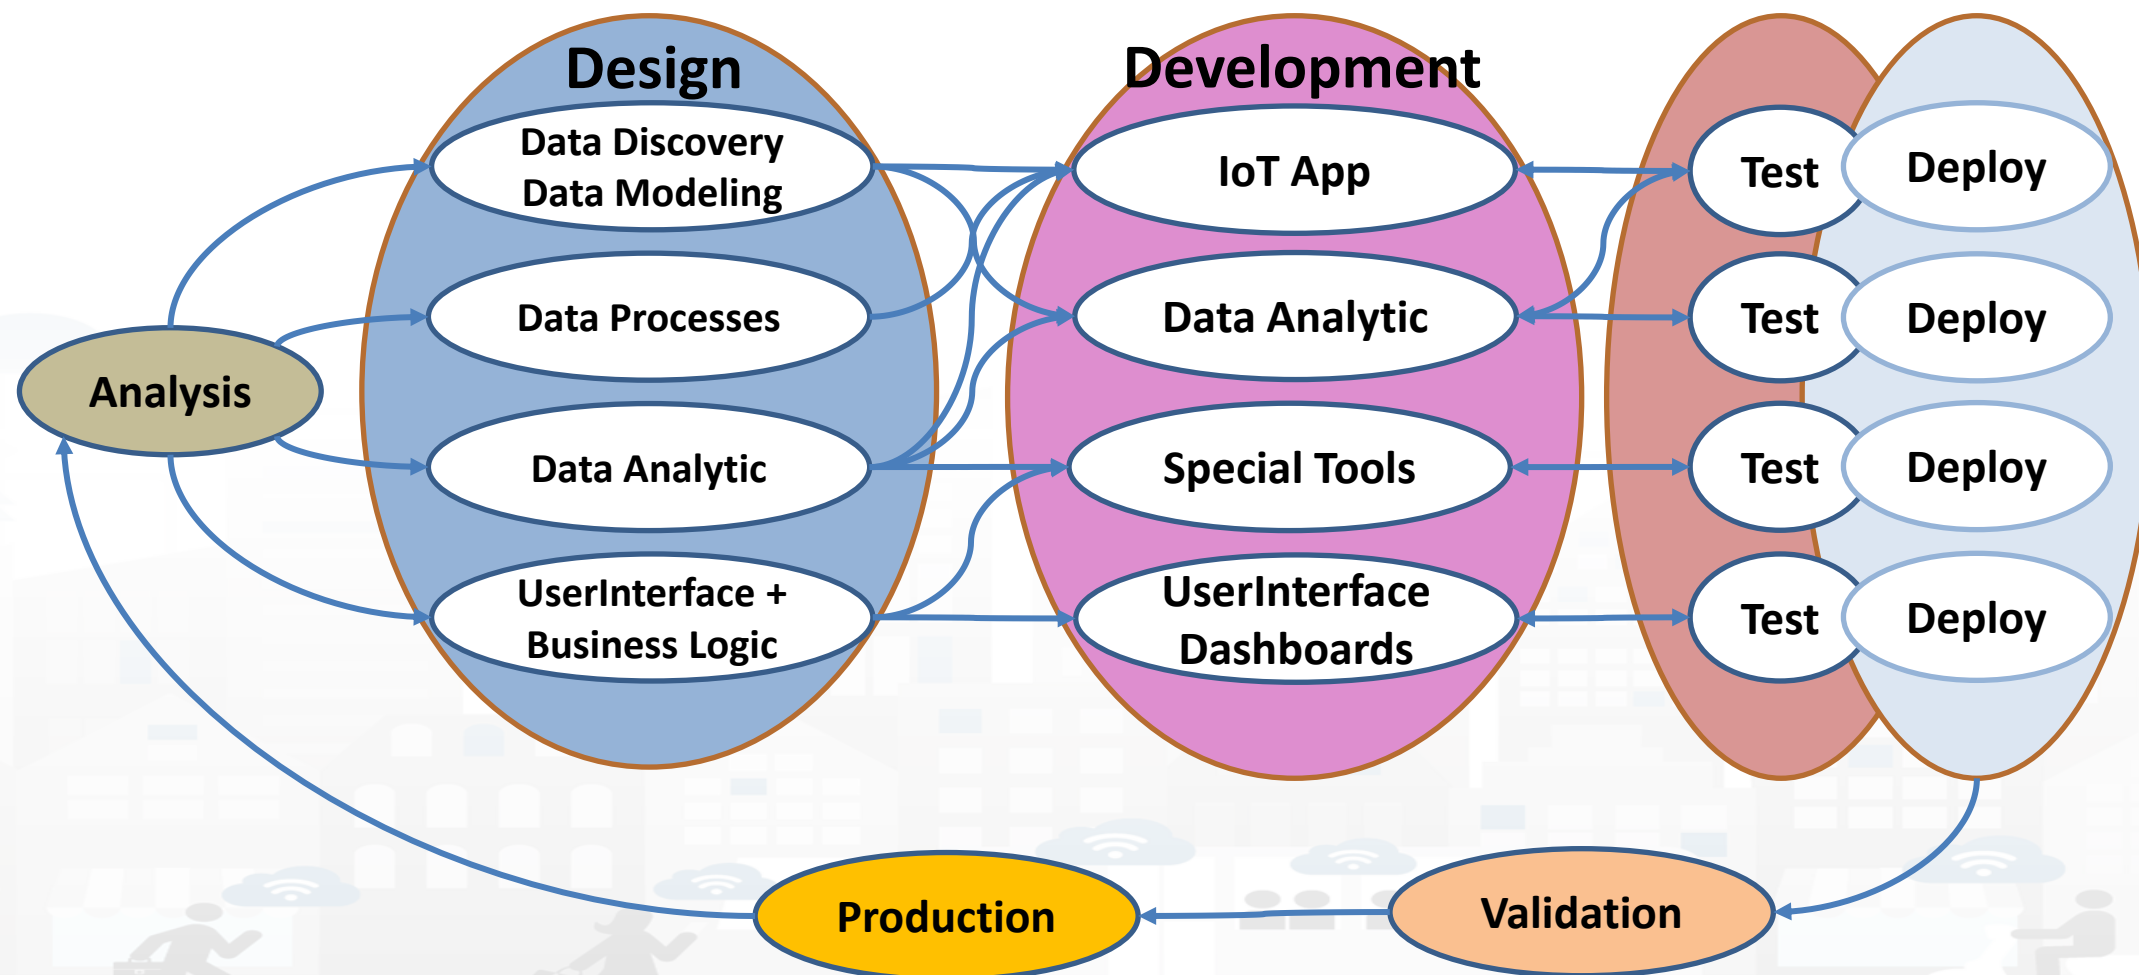 Design
Development
Data Discovery
Data Modeling
IoT App
Test
Deploy
Data Processes
Data Analytic
Test
Deploy
Analysis
Data Analytic
Special Tools
Test
Deploy
UserInterface +
Business Logic
UserInterface
Dashboards
Test
Deploy
Production
Validation